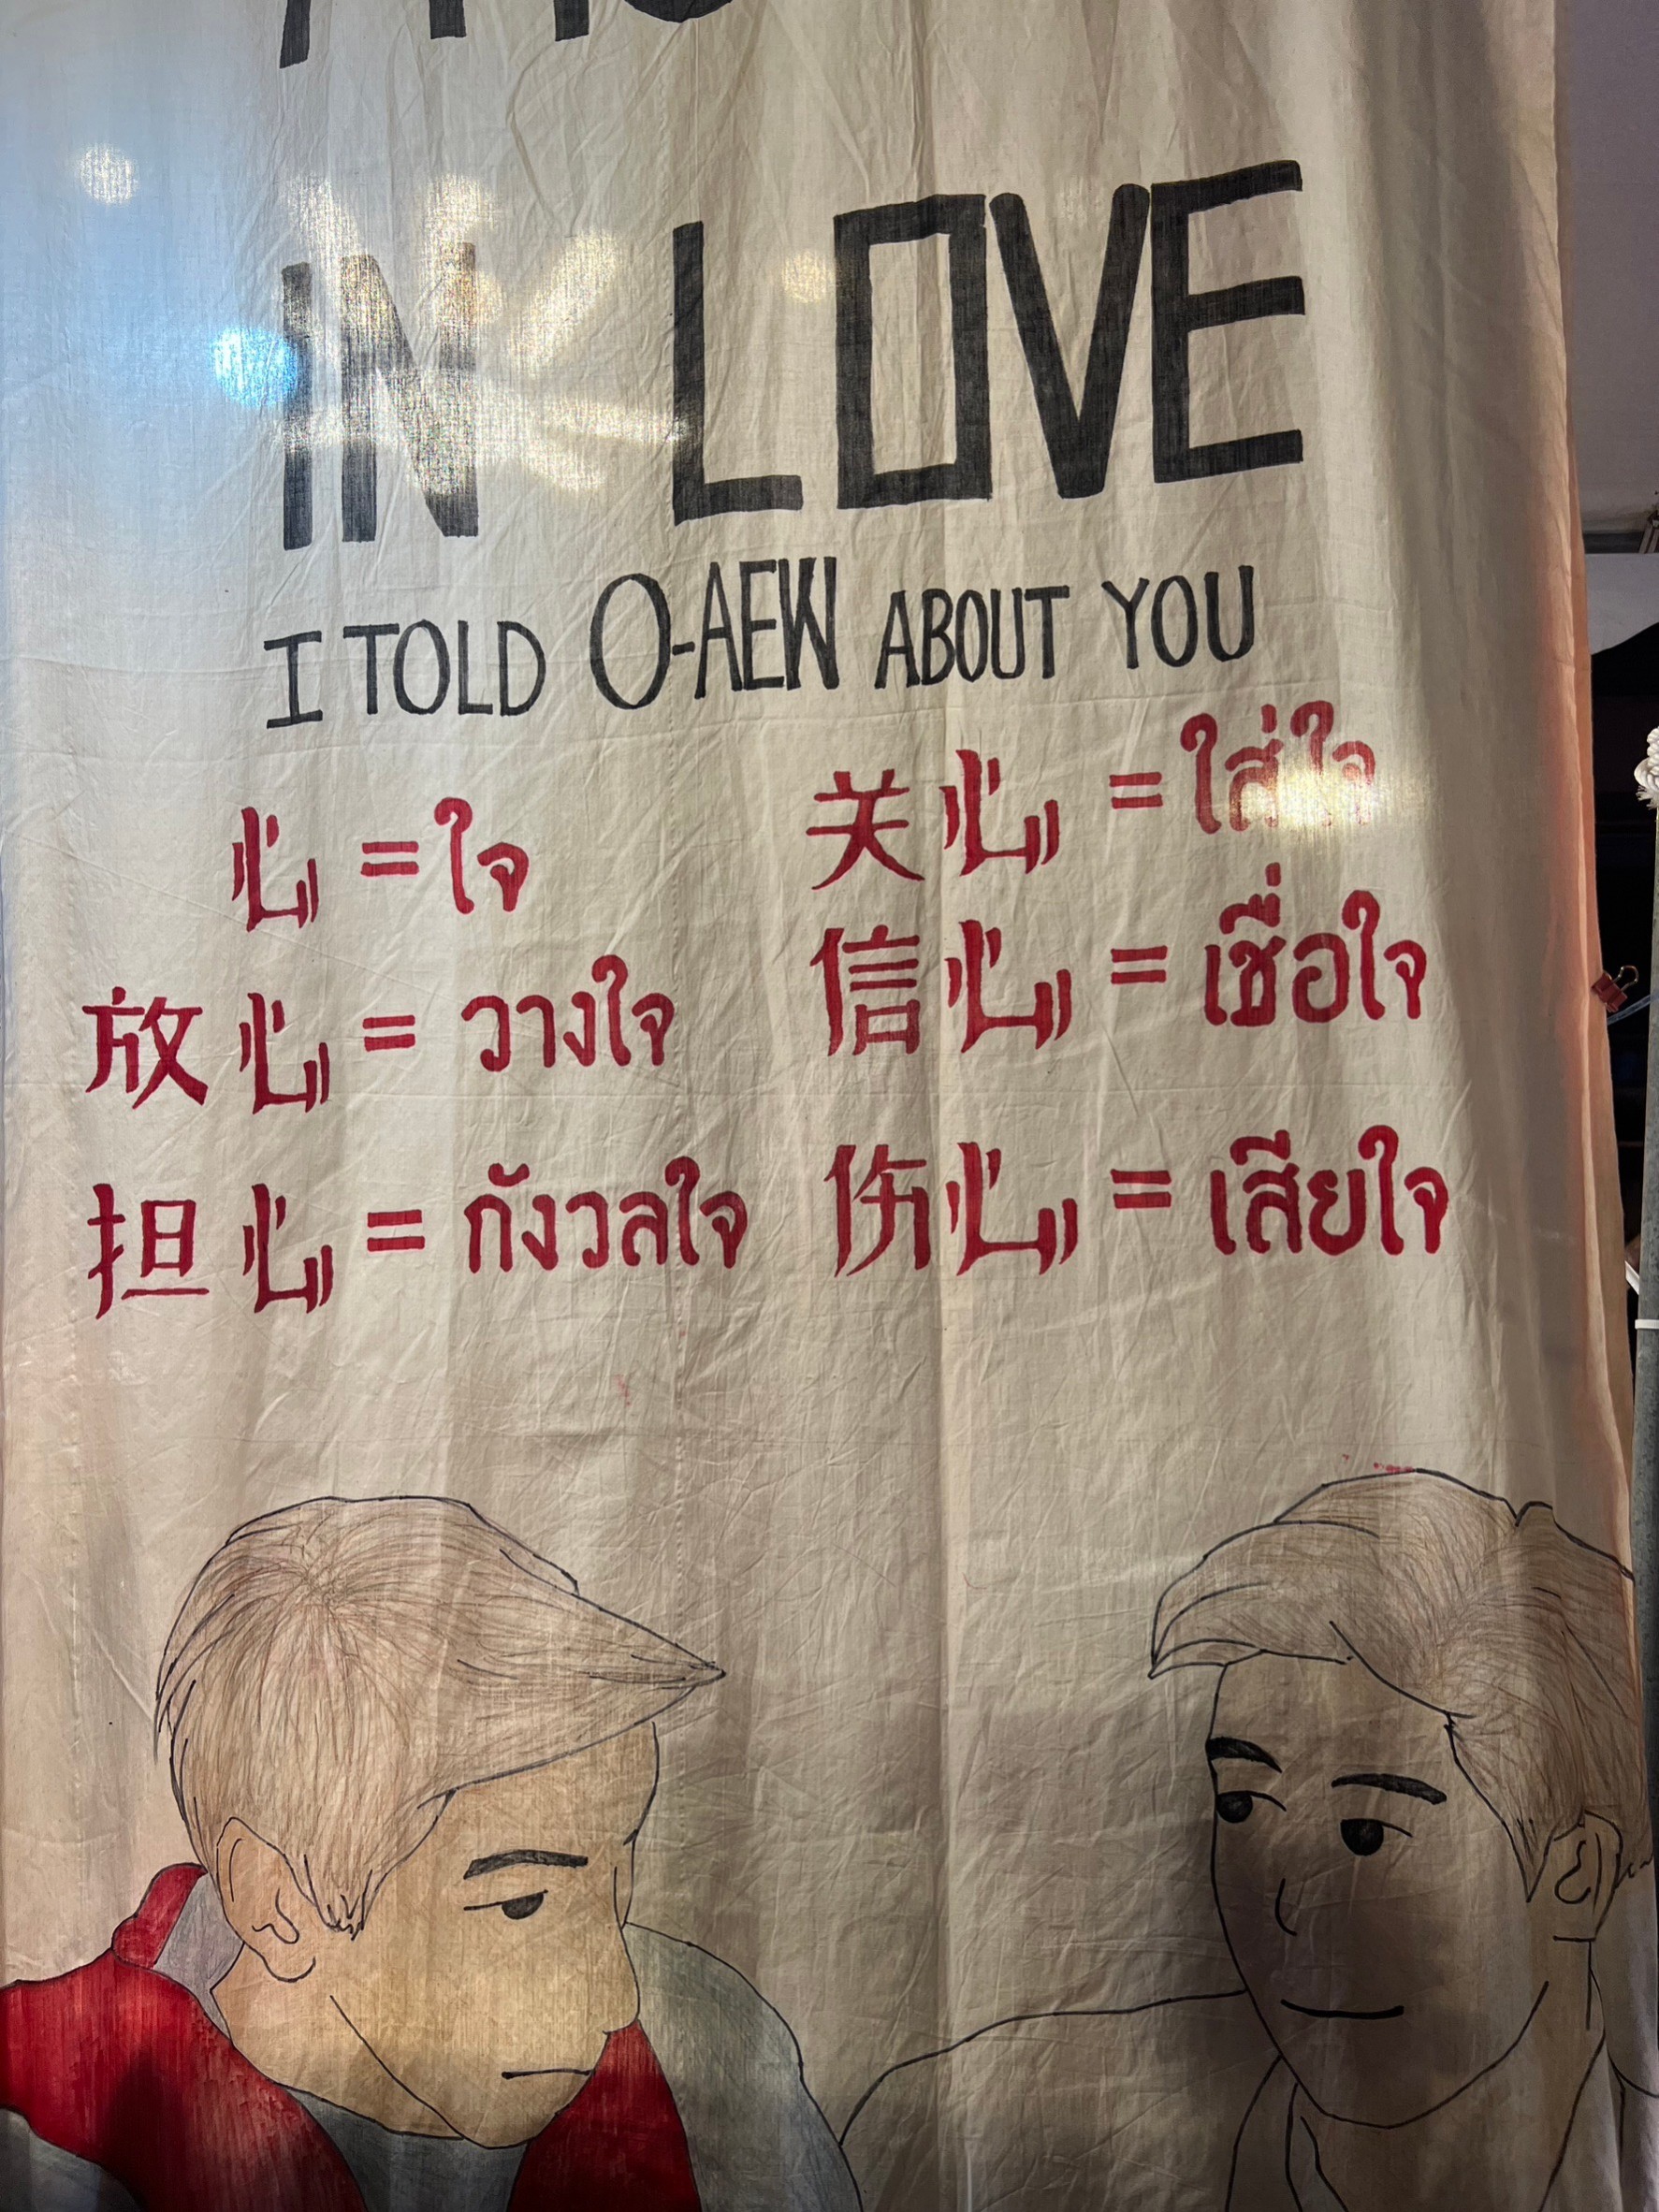 IN LOVE
I TOLD O-AEW ABOUT YOU
心 = ใจ
关心 = ใส่ใจ
放心 = วางใจ
信心 = เชื่อใจ
担心 = กังวลใจ
伤心 = เสียใจ